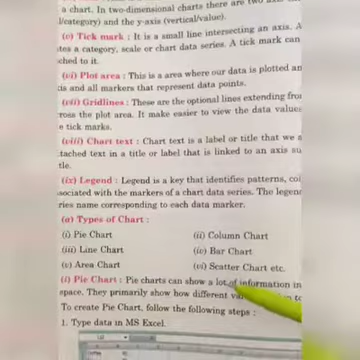 a chart. In two-dimensional charts there are two
l/category) and the y-axis (vertical/value).
(v) Tick mark : It is a small line intersecting an axis. A
tes a category, scale or chart data series. A tick mark can
ched to it.
(vi) Plot area : This is a area where our data is plotted an
is and all markers that represent data points.
(vii) Gridlines : These are the optional lines extending fro
ross the plot area. It make easier to view the data value
e tick marks.
(viii) Chart text : Chart text is a label or title that we a
tached text in a title or label that is linked to an axis su
tle.
(ix) Legend : Legend is a key that identifies patterns, col
sociated with the markers of a chart data series. The legen
ries name corresponding to each data marker.
(a) Types of Chart :
(i) Pie Chart (ii) Column Chart
(iii) Line Chart (iv) Bar Chart
(v) Area Chart (vi) Scatter Chart etc.
(i) Pie Chart : Pie charts can show a lot of information in
space. They primarily show how different
To create Pie Chart, follow the following steps :
1. Type data in MS Excel.